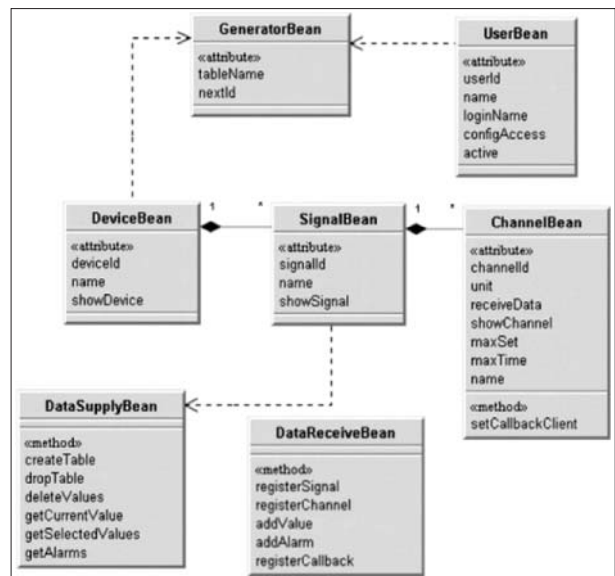 GeneratorBean
«attribute»
tableName
nextId
UserBean
«attribute»
userId
name
loginName
configAccess
active
DeviceBean
«attribute»
deviceId
name
showDevice
1
*
SignalBean
«attribute»
signalId
name
showSignal
1
*
ChannelBean
«attribute»
channelId
unit
receiveData
showChannel
maxSet
maxTime
name
«method»
setCallbackClient
DataSupplyBean
«method»
createTable
dropTable
deleteValues
getCurrentValue
getSelectedValues
getAlarms
DataReceiveBean
«method»
registerSignal
registerChannel
addValue
addAlarm
registerCallback